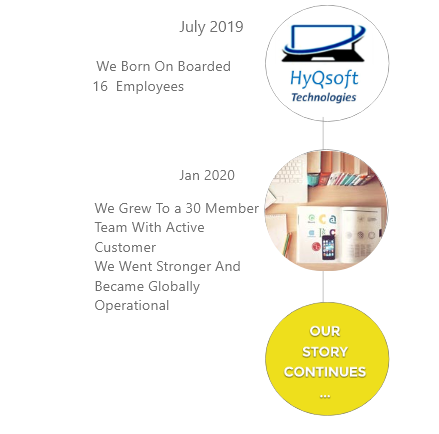 July 2019
We Born On Boarded
16 Employees
HyQsoft
Technologies
Jan 2020
We Grew To a 30 Member
Team With Active
Customer
We Went Stronger And
Became Globally
Operational
OUR
STORY
CONTINUES
...